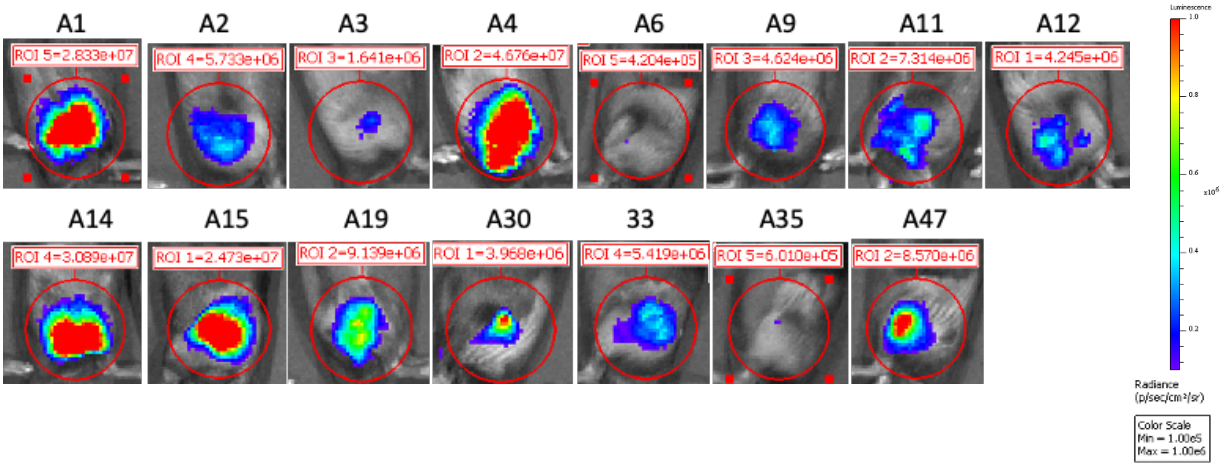 A1 A2 A3 A4 A6 A9 A11 A12
ROI 5=2.833e+07 ROI 4=5.733e+06 ROI 3=1.641e+06 ROI 2=4.676e+07 ROI 5=4.204e+05 ROI 3=4.624e+06 ROI 2=7.314e+06 ROI 1=4.245e+06
A14 A15 A19 A30 33 A35 A47
ROI 4=3.089e+07 ROI 1=2.473e+07 ROI 2=9.139e+06 ROI 1=3.968e+06 ROI 4=5.419e+06 ROI 5=6.010e+05 ROI 2=8.570e+06
Luminescence
1.0
0.8
0.6
x10⁶
0.4
0.2
Radiance
(p/sec/cm²/sr)
Color Scale
Min = 1.00e5
Max = 1.00e6